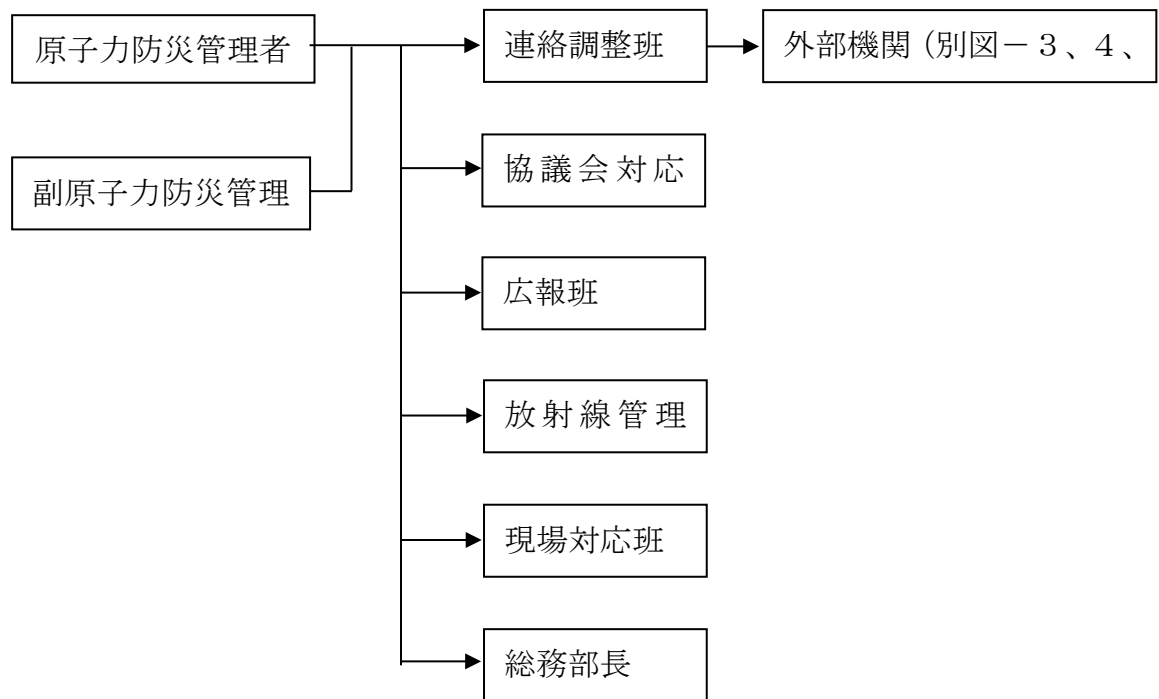 原子力防災管理者
連絡調整班
外部機関（別図－３、４、
協議会対応
副原子力防災管理
広報班
放射線管理
現場対応班
総務部長